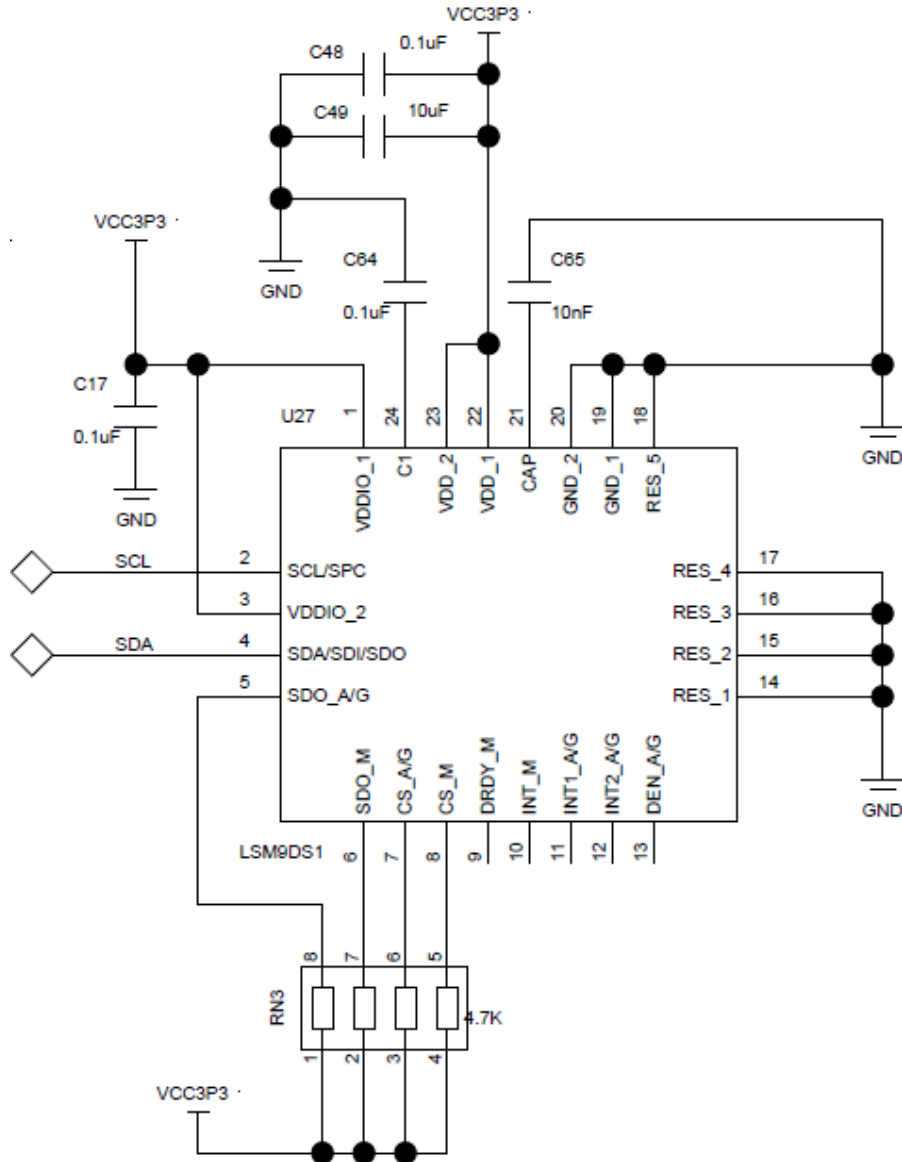 VCC3P3
C48
0.1uF
C49
10uF
VCC3P3
GND
C64
0.1uF
C65
10nF
C17
0.1uF
GND
U27
1
24
23
22
21
20
19
18
GND
VDDIO_1
C1
VDD_2
VDD_1
CAP
GND_2
GND_1
RES_5
SCL
2
SCL/SPC
RES_4
17
3
VDDIO_2
RES_3
16
SDA
4
SDA/SDI/SDO
RES_2
15
5
SDO_A/G
RES_1
14
SDO_M
CS_A/G
CS_M
DRDY_M
INT_M
INT1_A/G
INT2_A/G
DEN_A/G
GND
LSM9DS1
6
7
8
9
10
11
12
13
8
7
6
5
RN3
4.7K
1
2
3
4
VCC3P3